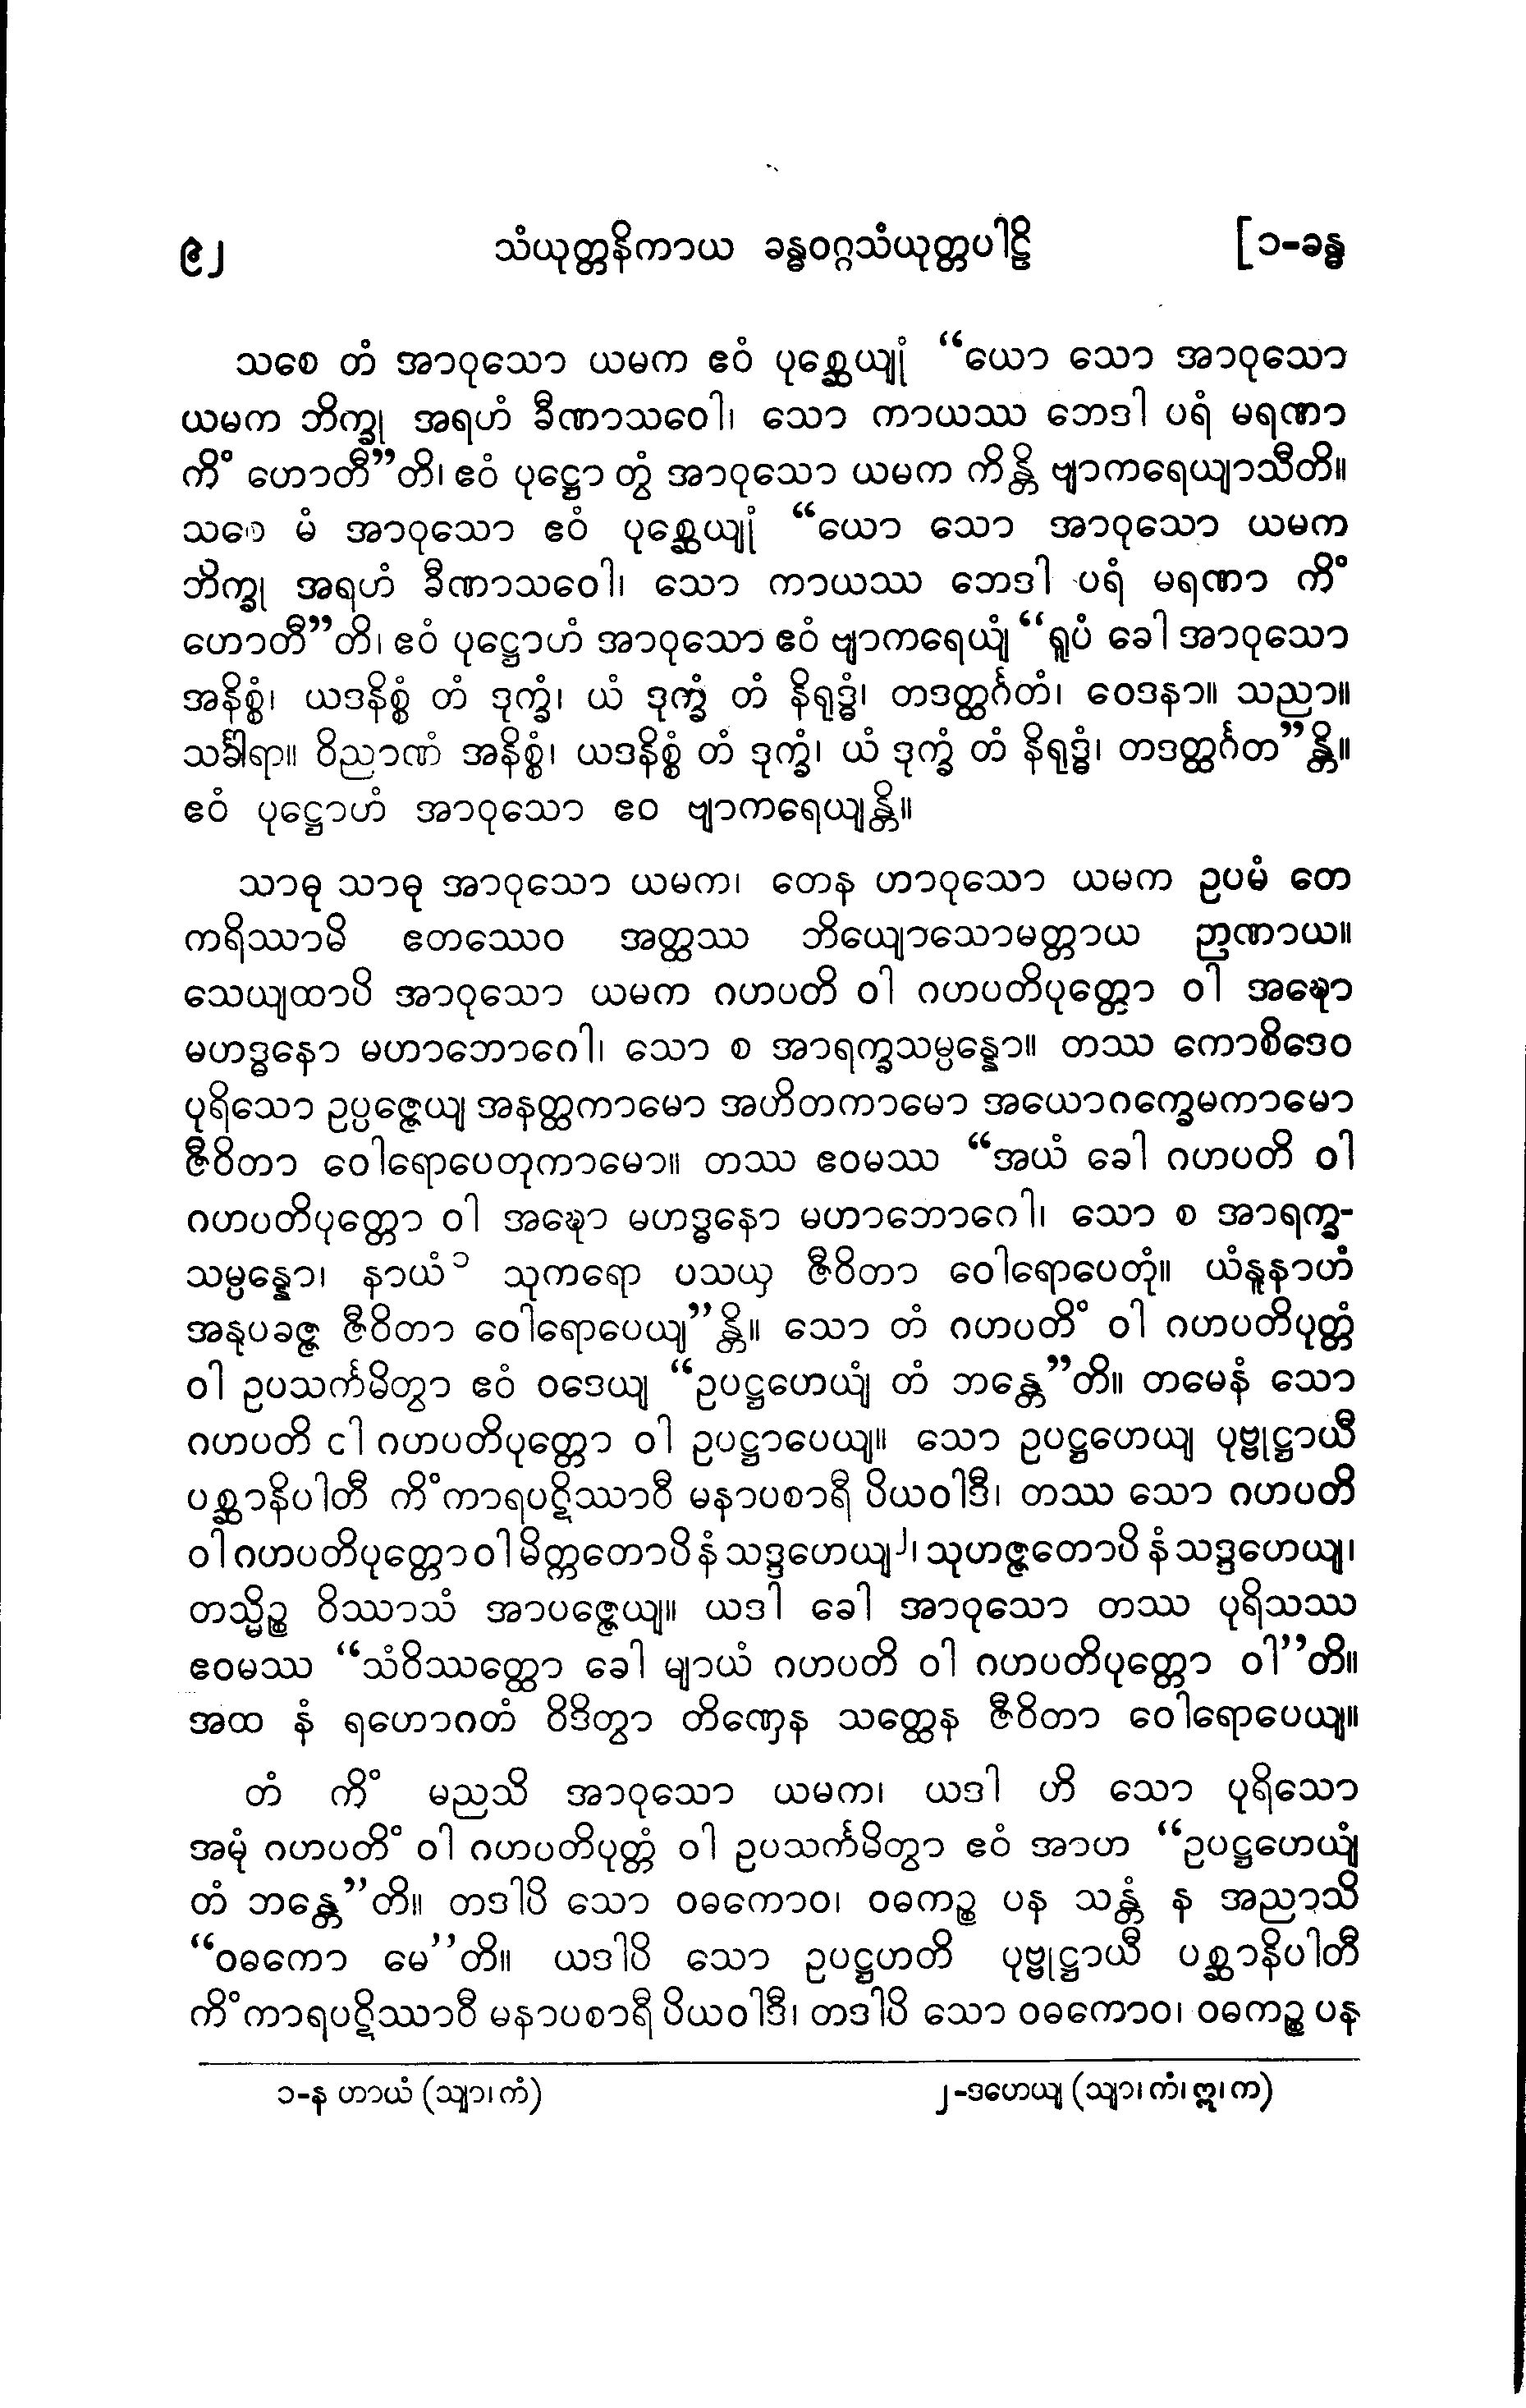 ၉၂ သံယုတ္တနိကာယ ခန္ဓဝဂ္ဂသံယုတ္တပါဠိ [၁-ခန္ဓ
သစေ တံ အာဝုသော ယမက ဧဝံ ပုစ္ဆေယျုံ “ယော သော အာဝုသော
ယမက ဘိက္ခု အရဟံ ခီဏာသဝေါ၊ သော ကာယဿ ဘေဒါ ပရံ မရဏာ
ကိံ ဟောတီ”တိ၊ ဧဝံ ပုဋ္ဌော တွံ အာဝုသော ယမက ကိန္တိ ဗျာကရေယျာသီတိ။
သစေ မံ အာဝုသော ဧဝံ ပုစ္ဆေယျုံ “ယော သော အာဝုသော ယမက
ဘိက္ခု အရဟံ ခီဏာသဝေါ၊ သော ကာယဿ ဘေဒါ ပရံ မရဏာ ကိံ
ဟောတီ”တိ၊ ဧဝံ ပုဋ္ဌောဟံ အာဝုသော ဧဝံ ဗျာကရေယျံ “ရူပံ ခေါ အာဝုသော
အနိစ္စံ၊ ယဒနိစ္စံ တံ ဒုက္ခံ၊ ယံ ဒုက္ခံ တံ နိရုဒ္ဓံ၊ တဒတ္ထင်္ဂတံ၊ ဝေဒနာ။ သညာ။
သင်္ခါရာ။ ဝိညာဏံ အနိစ္စံ၊ ယဒနိစ္စံ တံ ဒုက္ခံ၊ ယံ ဒုက္ခံ တံ နိရုဒ္ဓံ၊ တဒတ္ထင်္ဂတ”န္တိ။
ဧဝံ ပုဋ္ဌောဟံ အာဝုသော ဧဝ ဗျာကရေယျန္တိ။
သာဓု သာဓု အာဝုသော ယမက၊ တေန ဟာဝုသော ယမက ဥပမံ တေ
ကရိဿာမိ ဧတဿေဝ အတ္ထဿ ဘိယျောသောမတ္တာယ ဉာဏာယ။
သေယျထာပိ အာဝုသော ယမက ဂဟပတိ ဝါ ဂဟပတိပုတ္တော ဝါ အဍ္ဎော
မဟဒ္ဓနော မဟာဘောဂေါ၊ သော စ အာရက္ခသမ္ပန္နော။ တဿ ကောစိဒေဝ
ပုရိသော ဥပ္ပဇ္ဇေယျ အနတ္ထကာမော အဟိတကာမော အယောဂက္ခေမကာမော
ဇီဝိတာ ဝေါရောပေတုကာမော။ တဿ ဧဝမဿ “အယံ ခေါ ဂဟပတိ ဝါ
ဂဟပတိပုတ္တော ဝါ အဍ္ဎော မဟဒ္ဓနော မဟာဘောဂေါ၊ သော စ အာရက္ခ-
သမ္ပန္နော၊ နာယံ၁ သုကရော ပသယှ ဇီဝိတာ ဝေါရောပေတုံ။ ယံနူနာဟံ
အနုပခဇ္ဇ ဇီဝိတာ ဝေါရောပေယျ”န္တိ။ သော တံ ဂဟပတိံ ဝါ ဂဟပတိပုတ္တံ
ဝါ ဥပသင်္ကမိတွာ ဧဝံ ဝဒေယျ “ဥပဋ္ဌဟေယျံ တံ ဘန္တေ”တိ။ တမေနံ သော
ဂဟပတိ ဝါ ဂဟပတိပုတ္တော ဝါ ဥပဋ္ဌာပေယျ။ သော ဥပဋ္ဌဟေယျ ပုဗ္ဗုဋ္ဌာယီ
ပစ္ဆာနိပါတီ ကိံကာရပဋိဿာဝီ မနာပစာရီ ပိယဝါဒီ၊ တဿ သော ဂဟပတိ
ဝါ ဂဟပတိပုတ္တော ဝါ မိတ္တတောပိ နံ သဒ္ဒဟေယျ၂၊ သုဟဇ္ဇတောပိ နံ သဒ္ဒဟေယျ၊
တသ္မိဉ္စ ဝိဿာသံ အာပဇ္ဇေယျ။ ယဒါ ခေါ အာဝုသော တဿ ပုရိသဿ
ဧဝမဿ “သံဝိဿတ္ထော ခေါ မျာယံ ဂဟပတိ ဝါ ဂဟပတိပုတ္တော ဝါ”တိ။
အထ နံ ရဟောဂတံ ဝိဒိတွာ တိဏှေန သတ္ထေန ဇီဝိတာ ဝေါရောပေယျ။
တံ ကိံ မညသိ အာဝုသော ယမက၊ ယဒါ ဟိ သော ပုရိသော
အမုံ ဂဟပတိံ ဝါ ဂဟပတိပုတ္တံ ဝါ ဥပသင်္ကမိတွာ ဧဝံ အာဟ “ဥပဋ္ဌဟေယျံ
တံ ဘန္တေ”တိ။ တဒါပိ သော ဝဓကောဝ၊ ဝဓကဉ္စ ပန သန္တံ န အညာသိ
“ဝဓကော မေ”တိ။ ယဒါပိ သော ဥပဋ္ဌဟတိ ပုဗ္ဗုဋ္ဌာယီ ပစ္ဆာနိပါတီ
ကိံကာရပဋိဿာဝီ မနာပစာရီ ပိယဝါဒီ၊ တဒါပိ သော ဝဓကောဝ၊ ဝဓကဉ္စ ပန
၁-န ဟာယံ (သျာ၊ ကံ) ၂-ဒဟေယျ (သျာ၊ ကံ၊ ဣ၊ က)